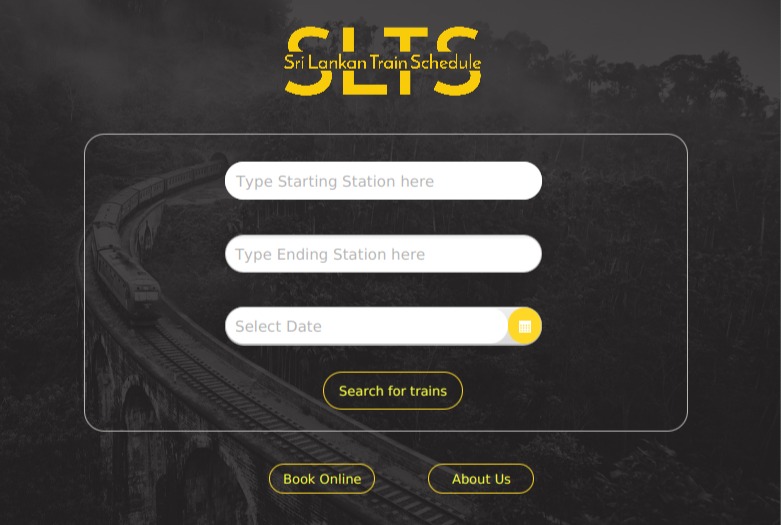 SLTS
Sri Lankan Train Schedule
Type Starting Station here
Type Ending Station here
Select Date
Search for trains
Book Online
About Us